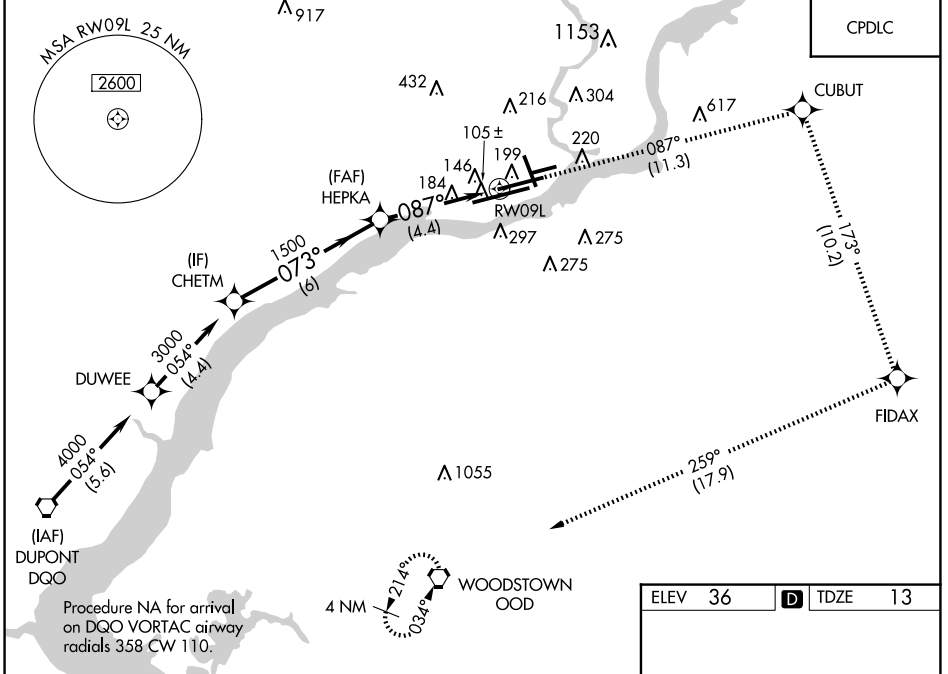 917
MSA RW09L 25 NM
2600
1153
CPDLC
432
216
304
617
CUBUT
105 ±
199
220
087°
(11.3)
146
184
(FAF)
HEPKA
087°
(4.4)
RW09L
297
275
275
173°
(10.2)
1500
073°
(6)
(IF)
CHETM
3000
054°
(4.4)
DUWEE
FIDAX
4000
054°
(5.6)
259°
(17.9)
1055
(IAF)
DUPONT
DQO
214°
034°
4 NM
WOODSTOWN
OOD
Procedure NA for arrival
on DQO VORTAC airway
radials 358 CW 110.
ELEV 36 D TDZE 13